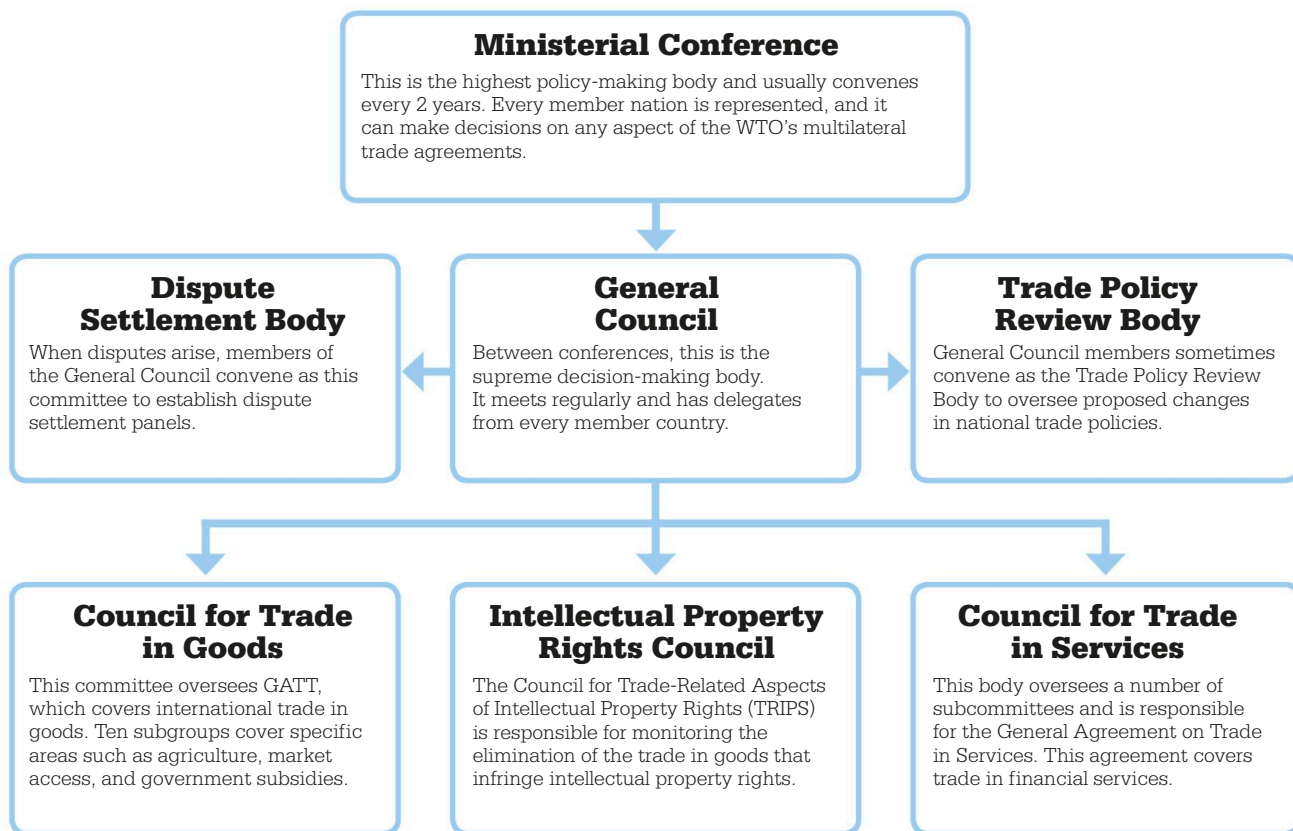 Ministerial Conference
This is the highest policy-making body and usually convenes
every 2 years. Every member nation is represented, and it
can make decisions on any aspect of the WTO’s multilateral
trade agreements.
Dispute
Settlement Body
When disputes arise, members of
the General Council convene as this
committee to establish dispute
settlement panels.
General
Council
Between conferences, this is the
supreme decision-making body.
It meets regularly and has delegates
from every member country.
Trade Policy
Review Body
General Council members sometimes
convene as the Trade Policy Review
Body to oversee proposed changes
in national trade policies.
Council for Trade
in Goods
This committee oversees GATT,
which covers international trade in
goods. Ten subgroups cover specific
areas such as agriculture, market
access, and government subsidies.
Intellectual Property
Rights Council
The Council for Trade-Related Aspects
of Intellectual Property Rights (TRIPS)
is responsible for monitoring the
elimination of the trade in goods that
infringe intellectual property rights.
Council for Trade
in Services
This body oversees a number of
subcommittees and is responsible
for the General Agreement on Trade
in Services. This agreement covers
trade in financial services.